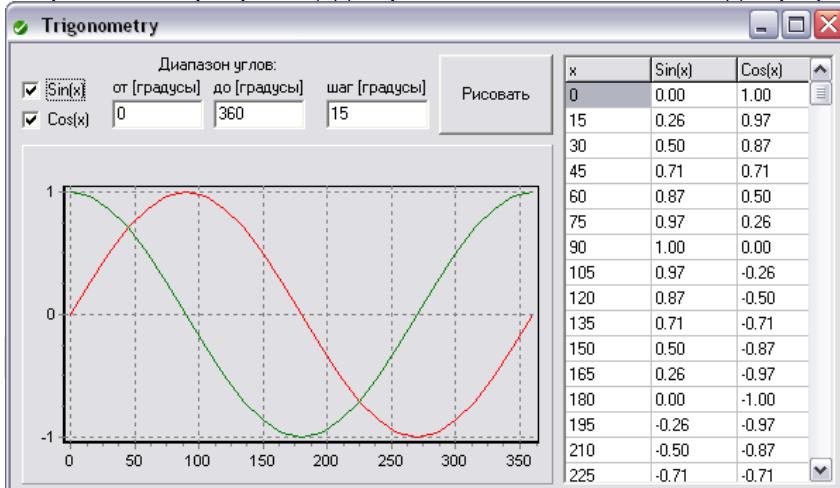 Trigonometry
Диапазон углов:
Sin(x) от [градусы] до [градусы] шаг [градусы]
Cos(x) 0 360 15
Рисовать
1
0
-1
0 50 100 150 200 250 300 350
x Sin(x) Cos(x)
0 0.00 1.00
15 0.26 0.97
30 0.50 0.87
45 0.71 0.71
60 0.87 0.50
75 0.97 0.26
90 1.00 0.00
105 0.97 -0.26
120 0.87 -0.50
135 0.71 -0.71
150 0.50 -0.87
165 0.26 -0.97
180 0.00 -1.00
195 -0.26 -0.97
210 -0.50 -0.87
225 -0.71 -0.71